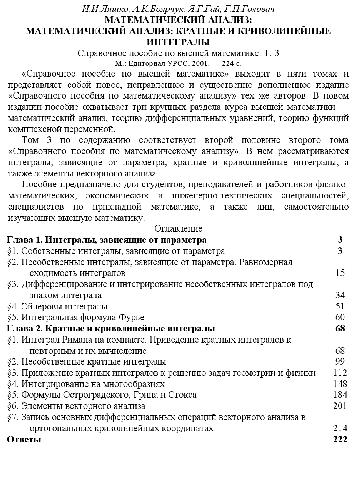 И.И.Ляшко, А.К.Боярчук, Я.Г.Гай, Г.П.Головач
МАТЕМАТИЧЕСКИЙ АНАЛИЗ:
МАТЕМАТИЧЕСКИЙ АНАЛИЗ: КРАТНЫЕ И КРИВОЛИНЕЙНЫЕ
ИНТЕГРАЛЫ
Справочное пособие по высшей математике. Т. 3
М.: Едиториал УРСС, 2001. — 224 с.
«Справочное пособие по высшей математике» выходит в пяти томах и
представляет собой новое, исправленное и существенно дополненное издание
«Справочного пособия по математическому анализу» тех же авторов. В новом
издании пособие охватывает три крупных раздела курса высшей математики —
математический анализ, теорию дифференциальных уравнений, теорию функций
комплексной переменной.
Том 3 по содержанию соответствует второй половине второго тома
«Справочного пособия по математическому анализу». В нем рассматриваются
интегралы, зависящие от параметра, кратные и криволинейные интегралы, а
также элементы векторного анализа.
Пособие предназначено для студентов, преподавателей и работников физико-
математических, экономических и инженерно-технических специальностей,
специалистов по прикладной математике, а также лиц, самостоятельно
изучающих высшую математику.
Оглавление
Глава 1. Интегралы, зависящие от параметра 3
§1. Собственные интегралы, зависящие от параметра 3
§2. Несобственные интегралы, зависящие от параметра. Равномерная
сходимость интегралов 15
§3. Дифференцирование и интегрирование несобственных интегралов под
знаком интеграла 34
§4. Эйлеровы интегралы 51
§5. Интегральная формула Фурье 60
Глава 2. Кратные и криволинейные интегралы 68
§1. Интеграл Римана на компакте. Приведение кратных интегралов к
повторным и их вычисление 68
§2. Несобственные кратные интегралы 99
§3. Приложение кратных интегралов к решению задач геометрии и физики 112
§4. Интегрирование на многообразиях 148
§5. Формулы Остроградского, Грина и Стокса 184
§6. Элементы векторного анализа 201
§7. Запись основных дифференциальных операций векторного анализа в
ортогональных криволинейных координатах 214
Ответы 222